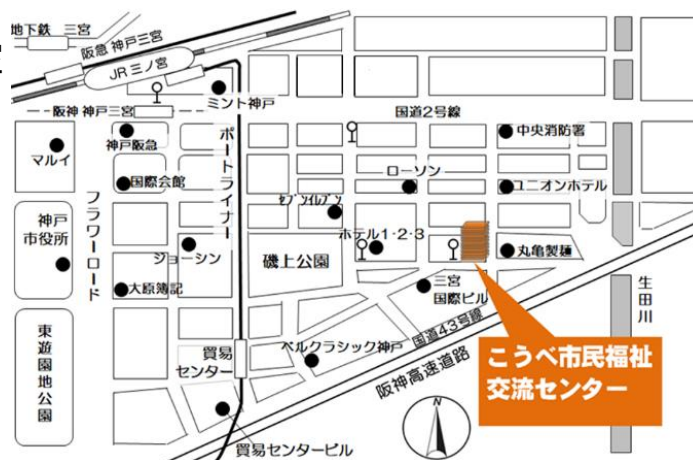 地下鉄 三宮
阪急 神戸三宮
JR 三ノ宮
阪神 神戸三宮
ミント神戸
国道2号線
マルイ
神戸阪急
ポートライナー
中央消防署
国際会館
フラワーロード
ローソン
ユニオンホテル
セブンイレブン
神戸
市役所
ジョーシン
磯上公園
ホテル1・2・3
丸亀製麺
大原簿記
三宮
国際ビル
生田川
国道43号線
東遊園地公園
貿易
センター
ベルクラシック神戸
阪神高速道路
こうべ市民福祉
交流センター
貿易センタービル
N